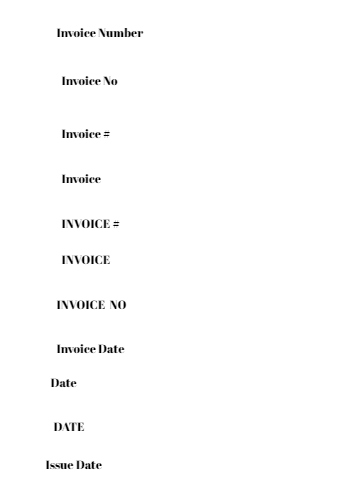 Invoice Number
Invoice No
Invoice #
Invoice
INVOICE #
INVOICE
INVOICE NO
Invoice Date
Date
DATE
Issue Date